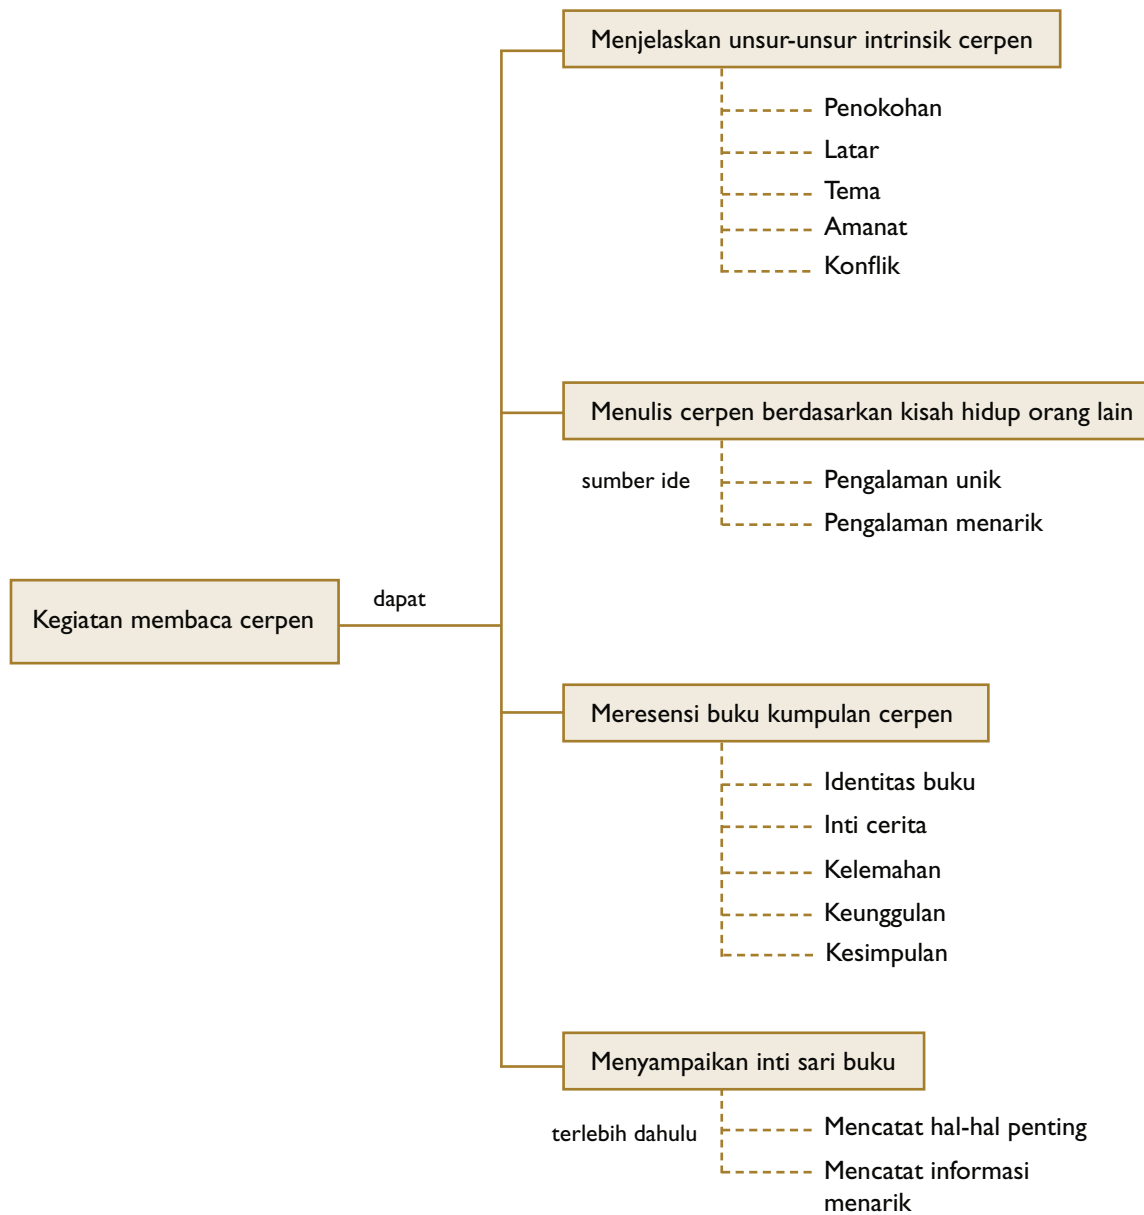 Menjelaskan unsur-unsur intrinsik cerpen
Penokohan
Latar
Tema
Amanat
Konflik
Menulis cerpen berdasarkan kisah hidup orang lain
sumber ide
Pengalaman unik
Pengalaman menarik
Kegiatan membaca cerpen
dapat
Meresensi buku kumpulan cerpen
Identitas buku
Inti cerita
Kelemahan
Keunggulan
Kesimpulan
Menyampaikan inti sari buku
terlebih dahulu
Mencatat hal-hal penting
Mencatat informasi
menarik